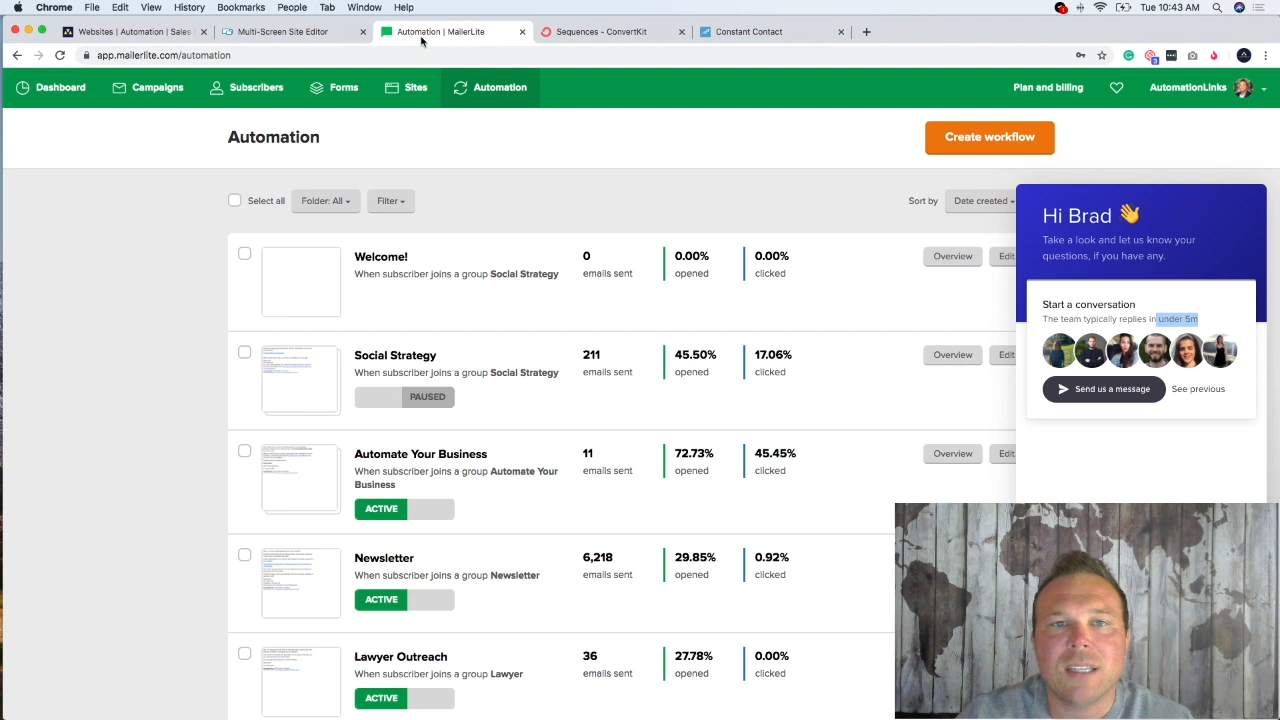 Chrome File Edit View History Bookmarks People Tab Window Help Tue 10:43 AM
Websites | Automation | Sales Multi-Screen Site Editor Automation | MailerLite Sequences - ConvertKit Constant Contact
app.mailerlite.com/automation
Dashboard Campaigns Subscribers Forms Sites Automation Plan and billing AutomationLinks
Automation
Create workflow
Select all Folder: All Filter Sort by Date created
Welcome!
When subscriber joins a group Social Strategy
0
emails sent
0.00%
opened
0.00%
clicked
Overview Edit
Social Strategy
When subscriber joins a group Social Strategy
PAUSED
211
emails sent
45.50%
opened
17.06%
clicked
Overview Edit
Automate Your Business
When subscriber joins a group Automate Your
Business
ACTIVE
11
emails sent
72.73%
opened
45.45%
clicked
Overview Edit
Newsletter
When subscriber joins a group Newsletter
ACTIVE
6,218
emails sent
opened
0.92%
clicked
Lawyer Outreach
When subscriber joins a group Lawyer
ACTIVE
36
emails sent
opened
0.00%
clicked
Hi Brad
Take a look and let us know your
questions, if you have any.
Start a conversation
The team typically replies in under 5m
Send us a message See previous